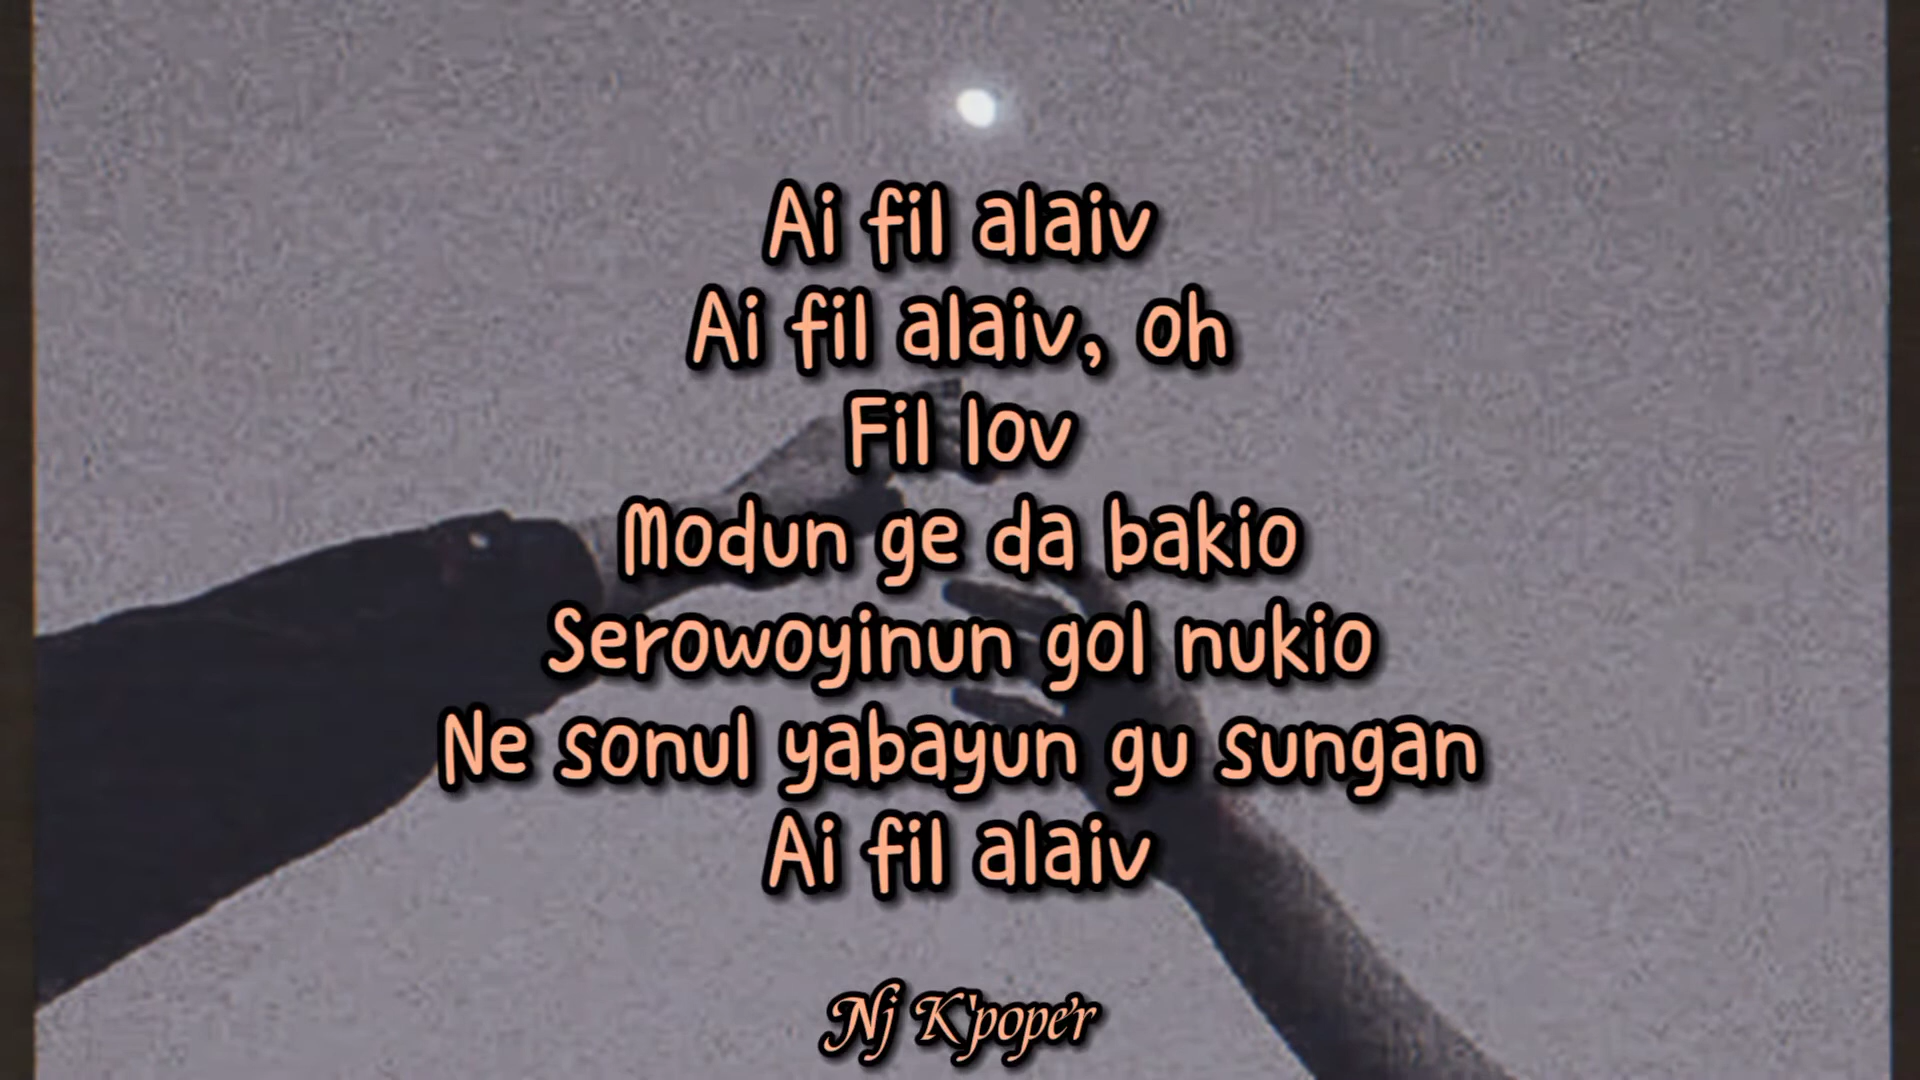 Ai fil alaiv
Ai fil alaiv, oh
Fil lov
Modun ge da bakio
Serowoyinun gol nukio
Ne sonul yabayun gu sungan
Ai fil alaiv
Nj K'pope'r